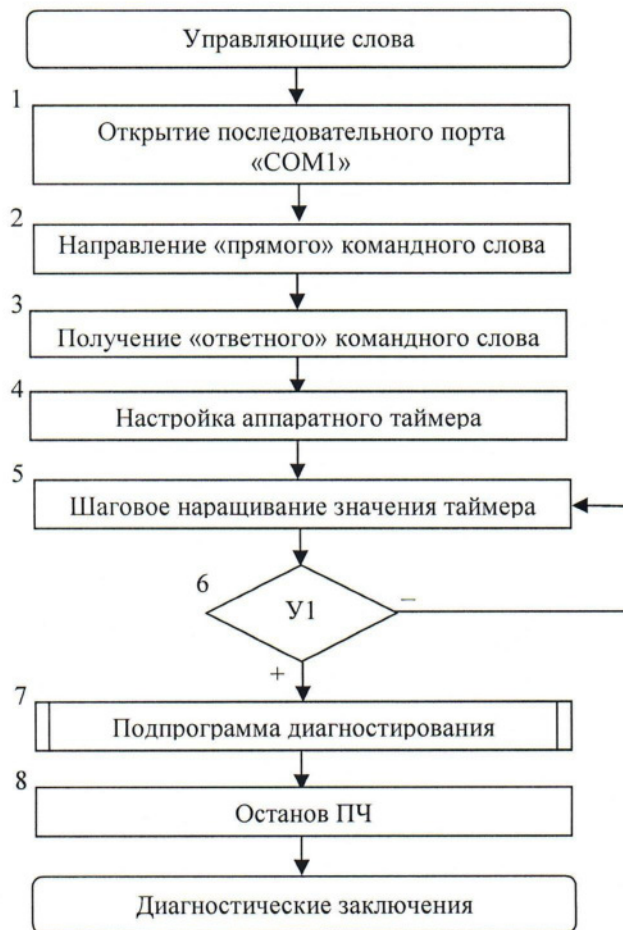 Управляющие слова
1
Открытие последовательного порта
«COM1»
2
Направление «прямого» командного слова
3
Получение «ответного» командного слова
4
Настройка аппаратного таймера
5
Шаговое наращивание значения таймера
6
У1
–
+
7
Подпрограмма диагностирования
8
Останов ПЧ
Диагностические заключения